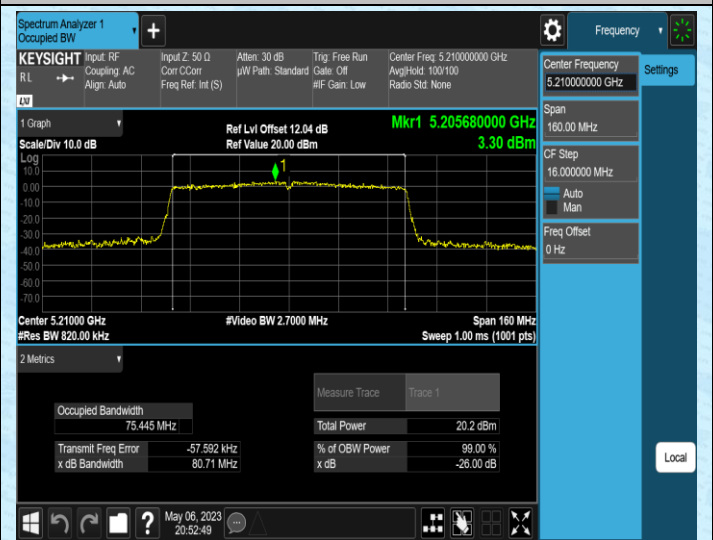 Spectrum Analyzer 1
Occupied BW
Frequency
KEYSIGHT
RL
LXI
Input: RF
Coupling: AC
Align: Auto
Input Z: 50 Ω
Corr CCorr
Freq Ref: Int (S)
Atten: 30 dB
µW Path: Standard
Trig: Free Run
Gate: Off
#IF Gain: Low
Center Freq: 5.210000000 GHz
Avg|Hold: 100/100
Radio Std: None
Center Frequency
5.210000000 GHz
Settings
Span
160.00 MHz
CF Step
16.000000 MHz
Auto
Man
Freq Offset
0 Hz
1 Graph
Scale/Div 10.0 dB
Ref Lvl Offset 12.04 dB
Ref Value 20.00 dBm
Mkr1 5.205680000 GHz
3.30 dBm
Log
10.0
0.00
-10.0
-20.0
-30.0
-40.0
-50.0
-60.0
-70.0
1
Center 5.21000 GHz
#Res BW 820.00 kHz
#Video BW 2.7000 MHz
Span 160 MHz
Sweep 1.00 ms (1001 pts)
2 Metrics
Measure Trace Trace 1
Occupied Bandwidth
75.445 MHz
Total Power 20.2 dBm
Transmit Freq Error -57.592 kHz
% of OBW Power 99.00 %
x dB Bandwidth 80.71 MHz
x dB -26.00 dB
Local
May 06, 2023
20:52:49